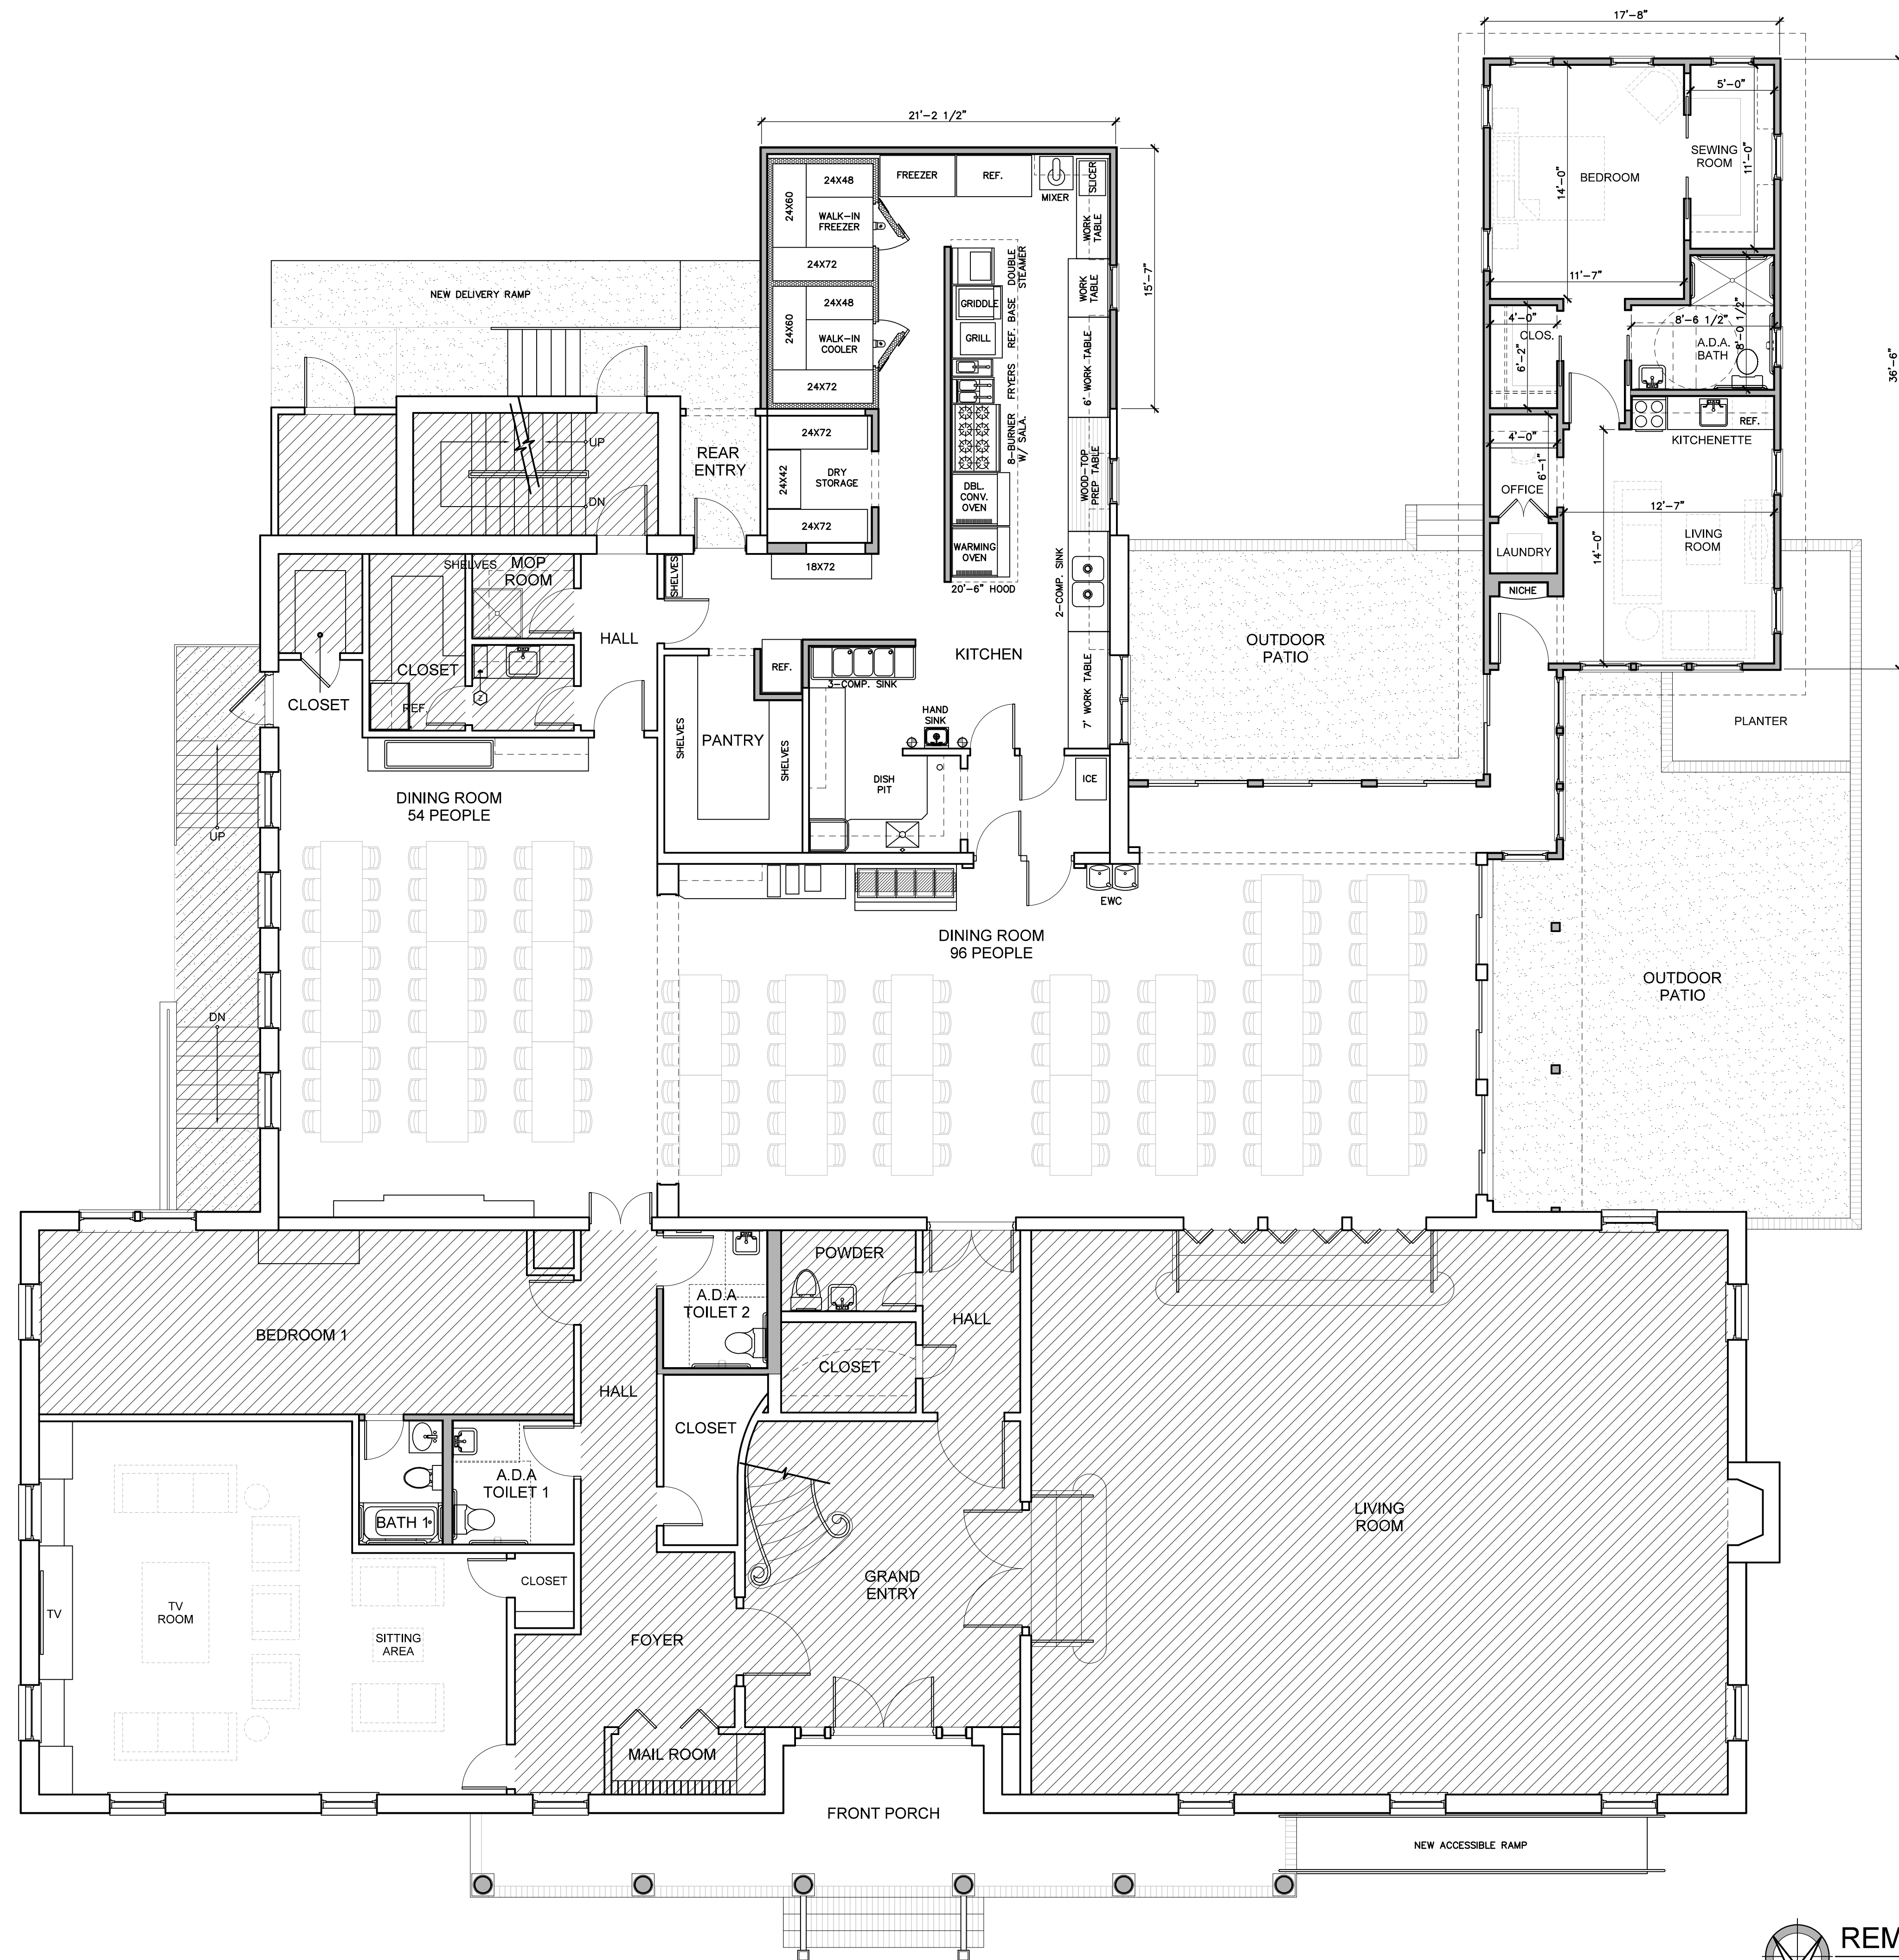 17'-8"
36'-6"
5'-0"
SEWING
ROOM
11'-0"
BEDROOM
14'-0"
11'-7"
4'-0"
CLOS.
6'-2"
8'-6 1/2"
8'-0 1/2"
A.D.A.
BATH
REF.
KITCHENETTE
4'-0"
6'-1"
OFFICE
12'-7"
14'-0"
LIVING
ROOM
LAUNDRY
NICHE
PLANTER
21'-2 1/2"
15'-7"
24X48
24X60
WALK-IN
FREEZER
24X72
24X48
24X60
WALK-IN
COOLER
24X72
FREEZER
REF.
MIXER
SLICER
WORK
TABLE
WORK
TABLE
6' WORK TABLE
WOOD-TOP
PREP TABLE
2-COMP. SINK
7' WORK TABLE
DOUBLE
STEAMER
REF. BASE
GRIDDLE
GRILL
FRYERS
8-BURNER
W/ SALA.
DBL.
CONV.
OVEN
WARMING
OVEN
20'-6" HOOD
24X72
24X42
DRY
STORAGE
24X72
18X72
NEW DELIVERY RAMP
UP
DN
REAR
ENTRY
SHELVES
MOP
ROOM
SHELVES
HALL
CLOSET
REF.
2
CLOSET
REF.
3-COMP. SINK
KITCHEN
HAND
SINK
SHELVES
PANTRY
SHELVES
DISH
PIT
ICE
OUTDOOR
PATIO
DINING ROOM
54 PEOPLE
UP
DN
EWC
DINING ROOM
96 PEOPLE
OUTDOOR
PATIO
BEDROOM 1
A.D.A
TOILET 2
POWDER
HALL
CLOSET
HALL
CLOSET
A.D.A
TOILET 1
BATH 1
LIVING
ROOM
CLOSET
GRAND
ENTRY
TV
TV
ROOM
SITTING
AREA
FOYER
MAIL ROOM
FRONT PORCH
NEW ACCESSIBLE RAMP
REM